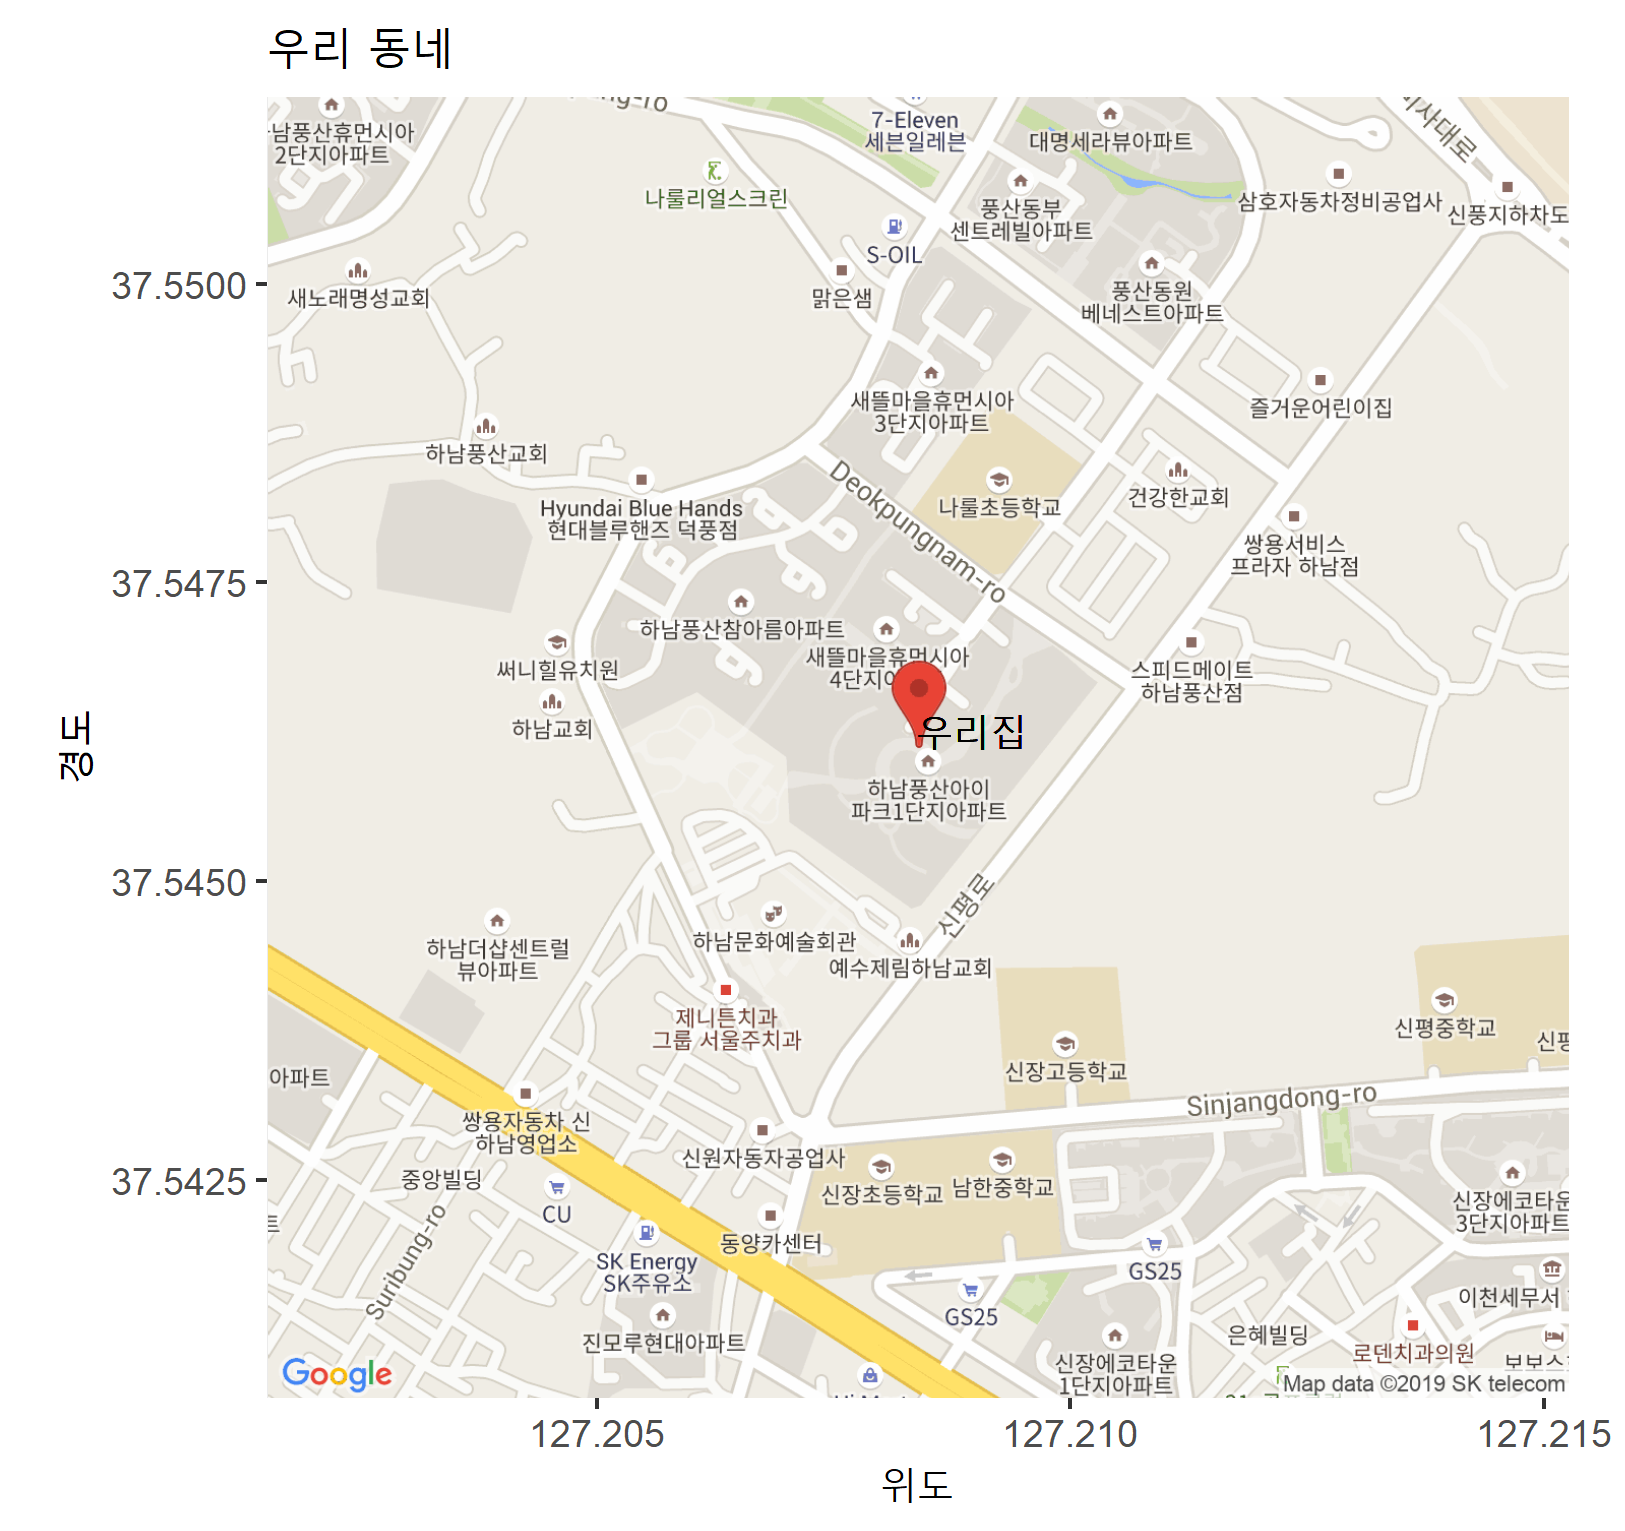 우리 동네
ng-ro
7-Eleven
세븐일레븐
대명세라뷰아파트
미사대로
남풍산휴먼시아
2단지아파트
나룰리얼스크린
풍산동부
센트레빌아파트
삼호자동차정비공업사
신풍지하차도
S-OIL
37.5500
새노래명성교회
맑은샘
풍산동원
베네스트아파트
새뜰마을휴먼시아
3단지아파트
즐거운어린이집
하남풍산교회
Deokpungnam-ro
나룰초등학교
건강한교회
Hyundai Blue Hands
현대블루핸즈 덕풍점
쌍용서비스
프라자 하남점
37.5475
하남풍산참아름아파트
새뜰마을휴먼시아
4단지아
써니힐유치원
스피드메이트
하남풍산점
하남교회
우리집
경도
하남풍산아이
파크1단지아파트
37.5450
신평로
하남더샵센트럴
뷰아파트
하남문화예술회관
예수제림하남교회
제니튼치과
그룹 서울주치과
신장고등학교
신평중학교
신평
아파트
Sinjangdong-ro
쌍용자동차 신
하남영업소
신원자동자공업사
37.5425
중앙빌딩
신장초등학교
남한중학교
신장에코타운
3단지아파트
CU
트
Suribung-ro
SK Energy
SK주유소
동양카센터
GS25
GS25
이천세무서
진모루현대아파트
은혜빌딩
신장에코타운
1단지아파트
로덴치과의원
Google
Map data ©2019 SK telecom
127.205
127.210
127.215
위도